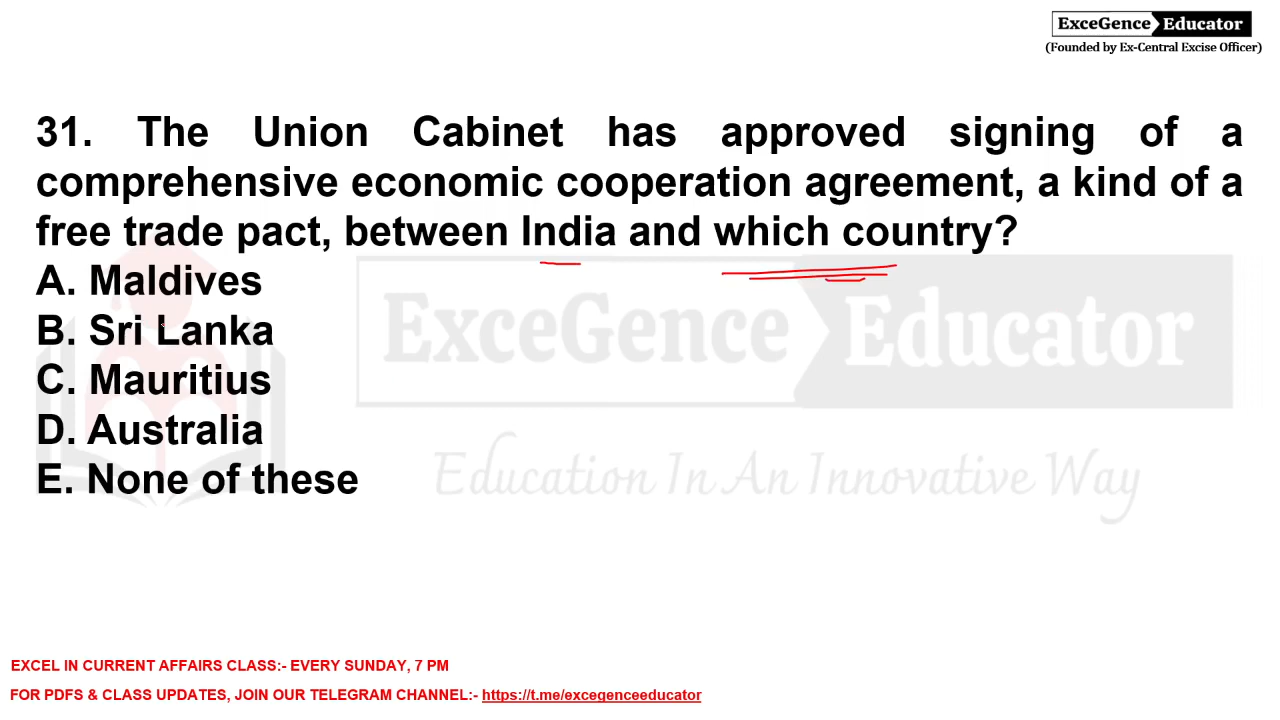 ExceGence Educator
(Founded by Ex-Central Excise Officer)
31. The Union Cabinet has approved signing of a
comprehensive economic cooperation agreement, a kind of a
free trade pact, between India and which country?
A. Maldives
B. Sri Lanka
C. Mauritius
D. Australia
E. None of these
ExceGence Educator
Education In An Innovative Way
EXCEL IN CURRENT AFFAIRS CLASS:- EVERY SUNDAY, 7 PM
FOR PDFS & CLASS UPDATES, JOIN OUR TELEGRAM CHANNEL:- https://t.me/excegenceeducator